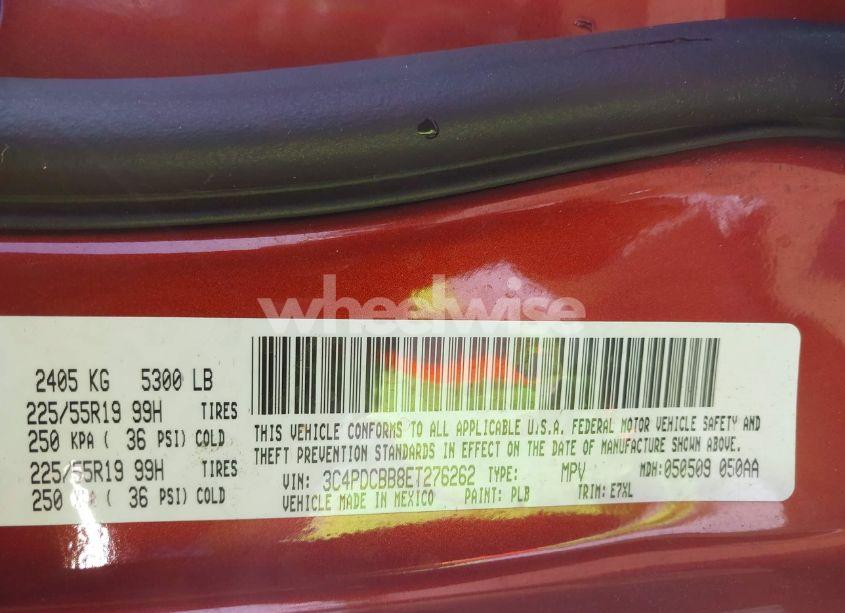 wheelwise
2405 KG 5300 LB
225/55R19 99H TIRES
250 KPA ( 36 PSI) COLD
225/55R19 99H TIRES
250 KPA ( 36 PSI) COLD
THIS VEHICLE CONFORMS TO ALL APPLICABLE U.S.A. FEDERAL MOTOR VEHICLE SAFETY AND
THEFT PREVENTION STANDARDS IN EFFECT ON THE DATE OF MANUFACTURE SHOWN ABOVE.
VIN: 3C4PDCBB8ET276262 TYPE: MPV MDH: 050509 050AA
VEHICLE MADE IN MEXICO PAINT: PLB TRIM: E7XL